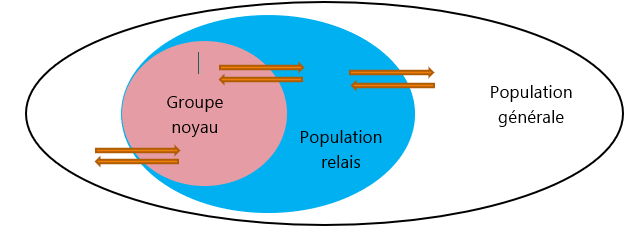 Groupe
noyau
Population
relais
Population
générale